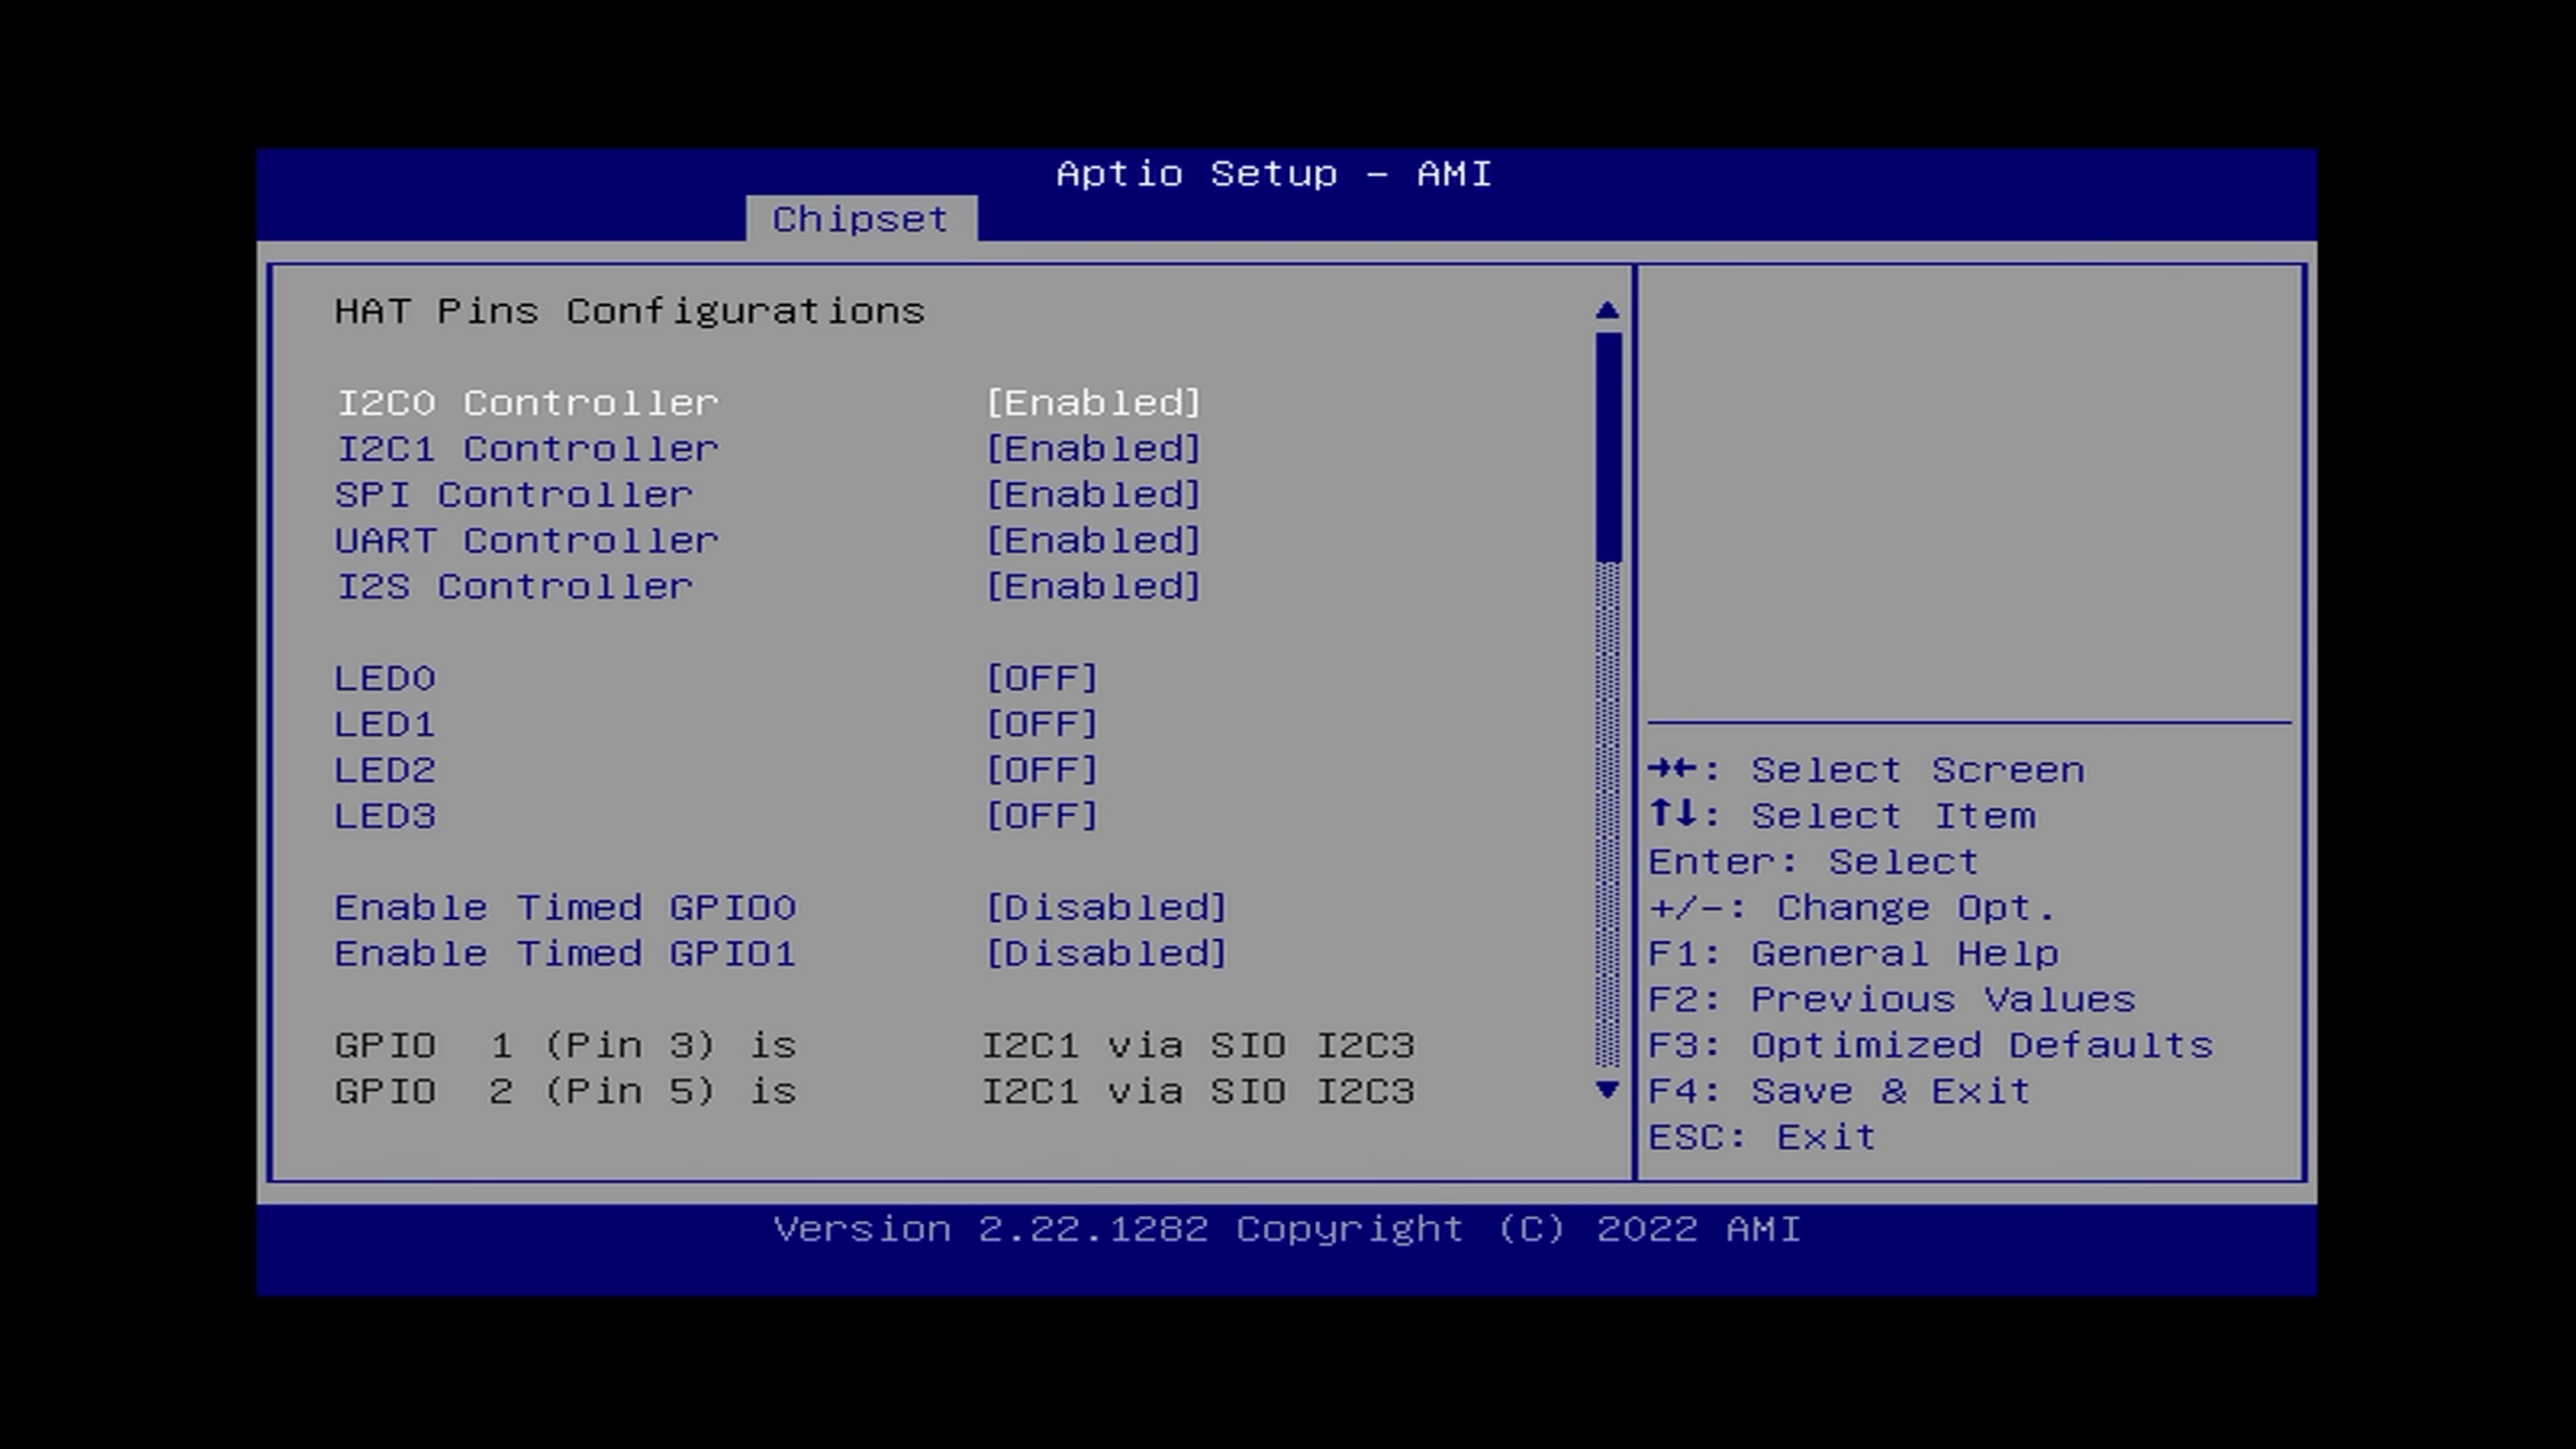 Aptio Setup - AMI
Chipset
HAT Pins Configurations
I2C0 Controller [Enabled]
I2C1 Controller [Enabled]
SPI Controller [Enabled]
UART Controller [Enabled]
I2S Controller [Enabled]
LED0 [OFF]
LED1 [OFF]
LED2 [OFF]
LED3 [OFF]
Enable Timed GPIO0 [Disabled]
Enable Timed GPIO1 [Disabled]
GPIO  1 (Pin 3) is I2C1 via SIO I2C3
GPIO  2 (Pin 5) is I2C1 via SIO I2C3
→←: Select Screen
↑↓: Select Item
Enter: Select
+/-: Change Opt.
F1: General Help
F2: Previous Values
F3: Optimized Defaults
F4: Save & Exit
ESC: Exit
Version 2.22.1282 Copyright (C) 2022 AMI